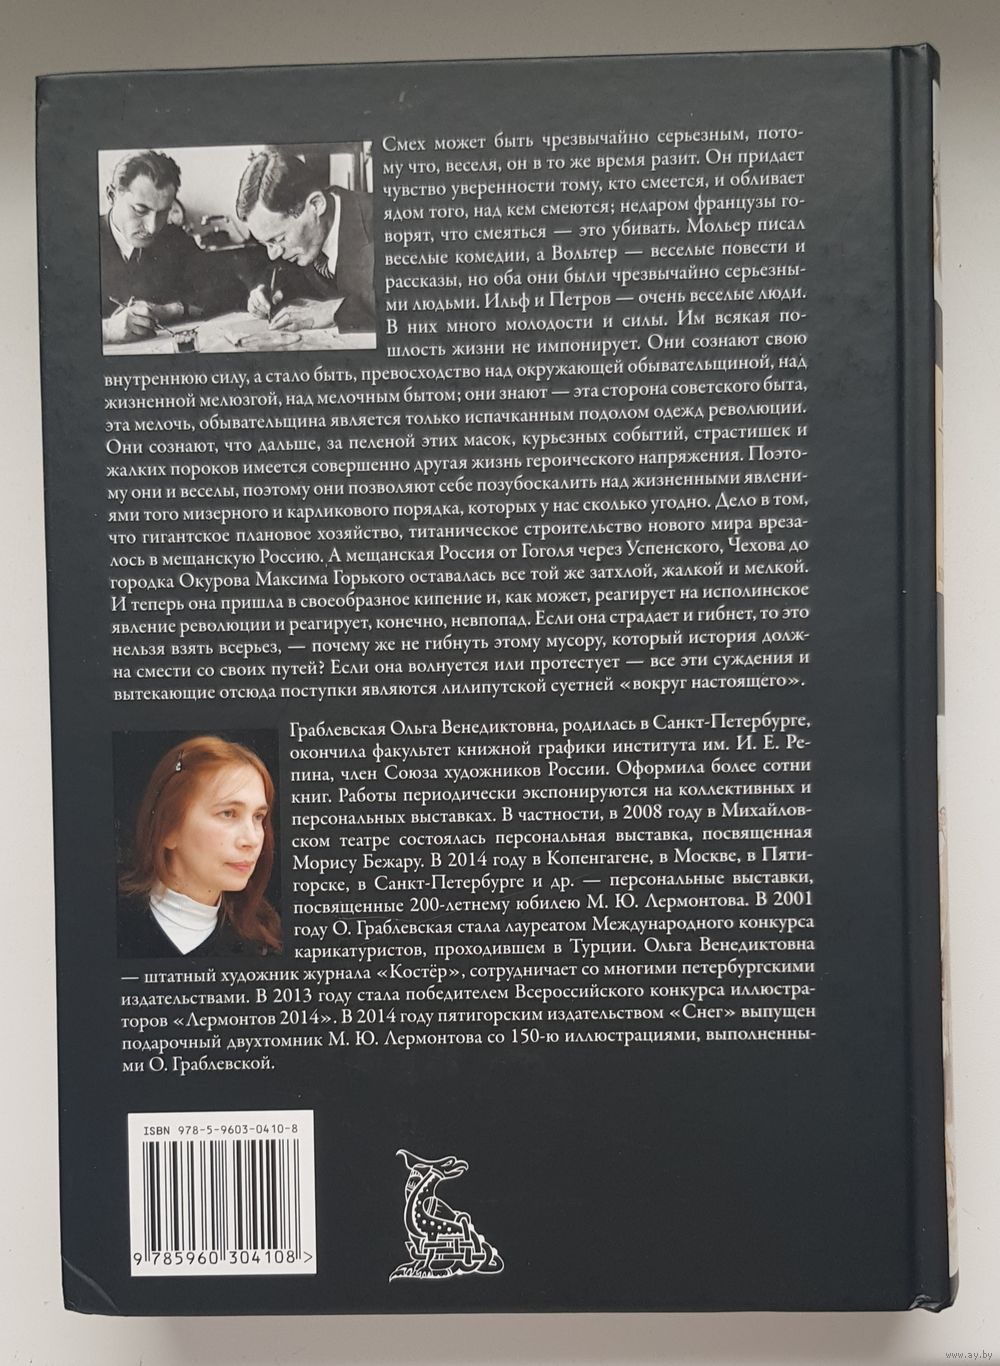 Смех может быть чрезвычайно серьезным, пото-
му что, веселя, он в то же время разит. Он придает
чувство уверенности тому, кто смеется, и обливает
ядом того, над кем смеются; недаром французы го-
ворят, что смеяться — это убивать. Мольер писал
веселые комедии, а Вольтер — веселые повести и
рассказы, но оба они были чрезвычайно серьезны-
ми людьми. Ильф и Петров — очень веселые люди.
В них много молодости и силы. Им всякая по-
шлость жизни не импонирует. Они сознают свою
внутреннюю силу, а стало быть, превосходство над окружающей обывательщиной, над
жизненной мелюзгой, над мелочным бытом; они знают — эта сторона советского быта,
эта мелочь, обывательщина является только испачканным подолом одежд революции.
Они сознают, что дальше, за пеленой этих масок, курьезных событий, страстишек и
жалких пороков имеется совершенно другая жизнь героического напряжения. Поэто-
му они и веселы, поэтому они позволяют себе позубоскалить над жизненными явлени-
ями того мизерного и карликового порядка, которых у нас сколько угодно. Дело в том,
что гигантское плановое хозяйство, титаническое строительство нового мира вреза-
лось в мещанскую Россию. А мещанская Россия от Гоголя через Успенского, Чехова до
городка Окурова Максима Горького оставалась все той же затхлой, жалкой и мелкой.
И теперь она пришла в своеобразное кипение и, как может, реагирует на исполинское
явление революции и реагирует, конечно, невпопад. Если она страдает и гибнет, то это
нельзя взять всерьез, — почему же не гибнуть этому мусору, который история долж-
на смести со своих путей? Если она волнуется или протестует — все эти суждения и
вытекающие отсюда поступки являются лилипутской суетней «вокруг настоящего».
Граблевская Ольга Венедиктовна, родилась в Санкт-Петербурге,
окончила факультет книжной графики института им. И. Е. Ре-
пина, член Союза художников России. Оформила более сотни
книг. Работы периодически экспонируются на коллективных и
персональных выставках. В частности, в 2008 году в Михайлов-
ском театре состоялась персональная выставка, посвященная
Морису Бежару. В 2014 году в Копенгагене, в Москве, в Пяти-
горске, в Санкт-Петербурге и др. — персональные выставки,
посвященные 200-летнему юбилею М. Ю. Лермонтова. В 2001
году О. Граблевская стала лауреатом Международного конкурса
карикатуристов, проходившем в Турции. Ольга Венедиктовна
— штатный художник журнала «Костёр», сотрудничает со многими петербургскими
издательствами. В 2013 году стала победителем Всероссийского конкурса иллюстра-
торов «Лермонтов 2014». В 2014 году пятигорским издательством «Снег» выпущен
подарочный двухтомник М. Ю. Лермонтова со 150-ю иллюстрациями, выполненны-
ми О. Граблевской.
ISBN 978-5-9603-0410-8
9 785960 304108 >
www.ay.by